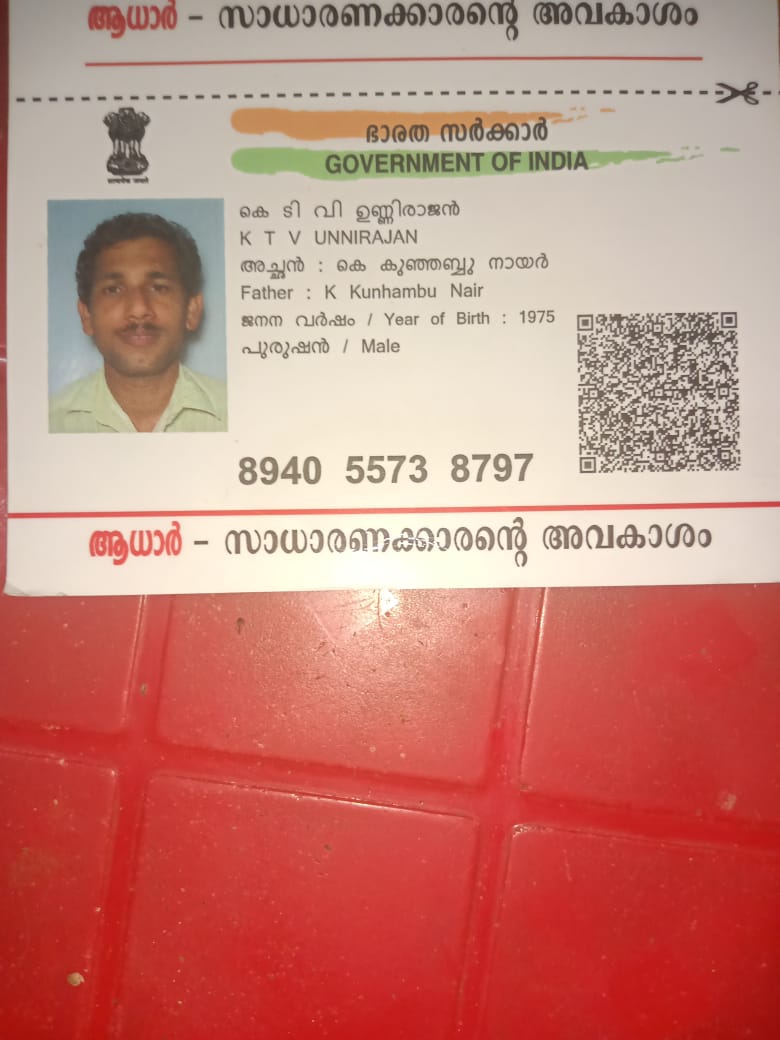 ആധാർ – സാധാരണക്കാരന്റെ അവകാശം
ഭാരത സർക്കാർ
GOVERNMENT OF INDIA
കെ ടി വി ഉണ്ണിരാജൻ
K T V UNNIRAJAN
അച്ഛൻ : കെ കുഞ്ഞബ്ബു നായർ
Father : K Kunhambu Nair
ജനന വർഷം / Year of Birth : 1975
പുരുഷൻ / Male
8940 5573 8797
ആധാർ – സാധാരണക്കാരന്റെ അവകാശം